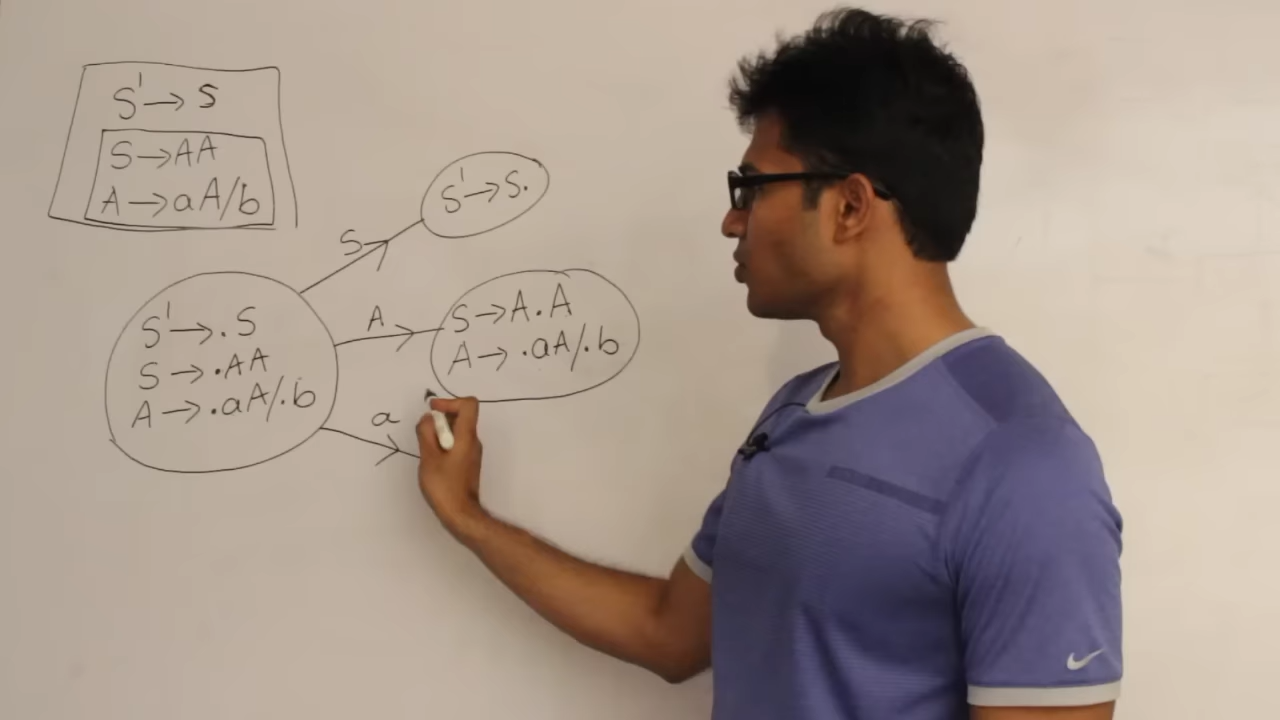 S'→S
S→AA
A→aA/b
S
S'→S.
S'→.S
S→.AA
A→.aA/.b
A
S→A.A
A→.aA/.b
a